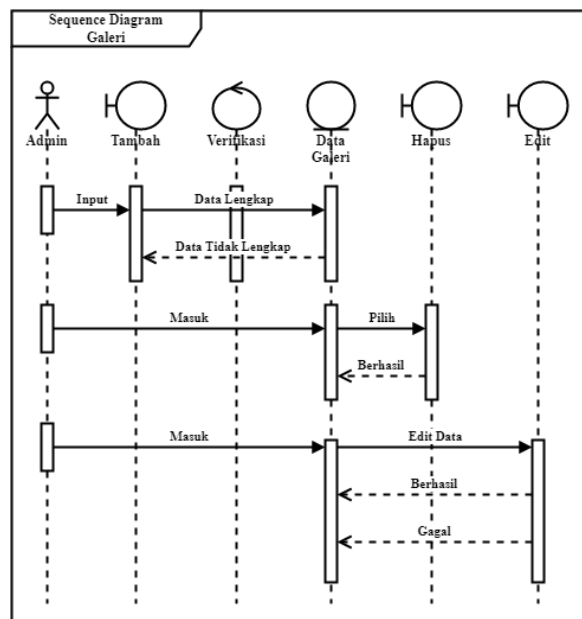 Sequence Diagram
Galeri
Admin
Tambah
Verifikasi
Data
Galeri
Hapus
Edit
Input
Data Lengkap
Data Tidak Lengkap
Masuk
Pilih
Berhasil
Masuk
Edit Data
Berhasil
Gagal